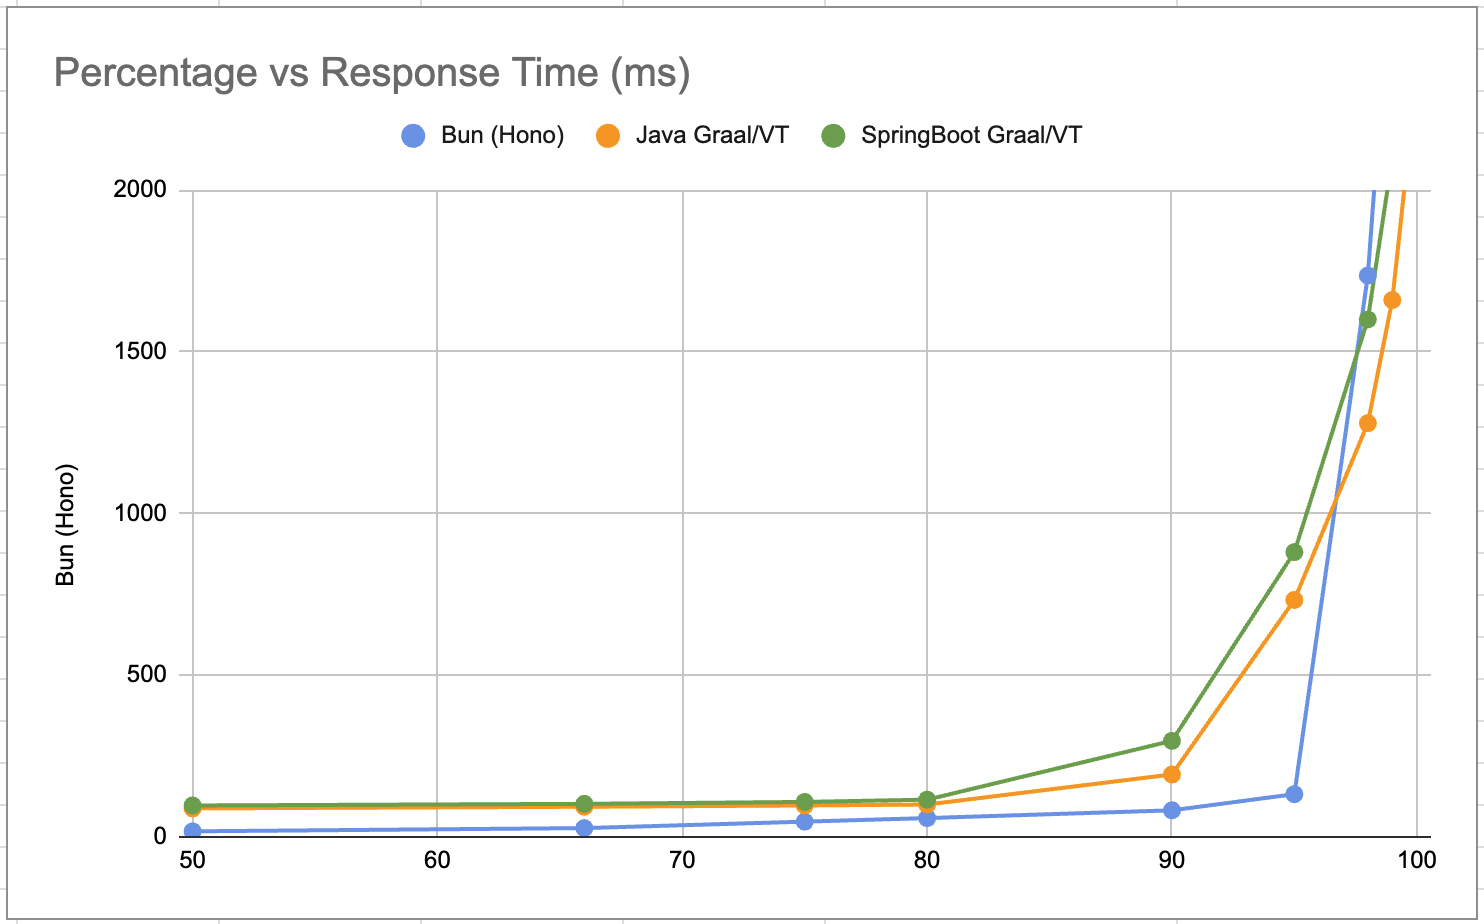 Percentage vs Response Time (ms)
Bun (Hono) Java Graal/VT SpringBoot Graal/VT
2000
1500
1000
500
0
Bun (Hono)
50 60 70 80 90 100